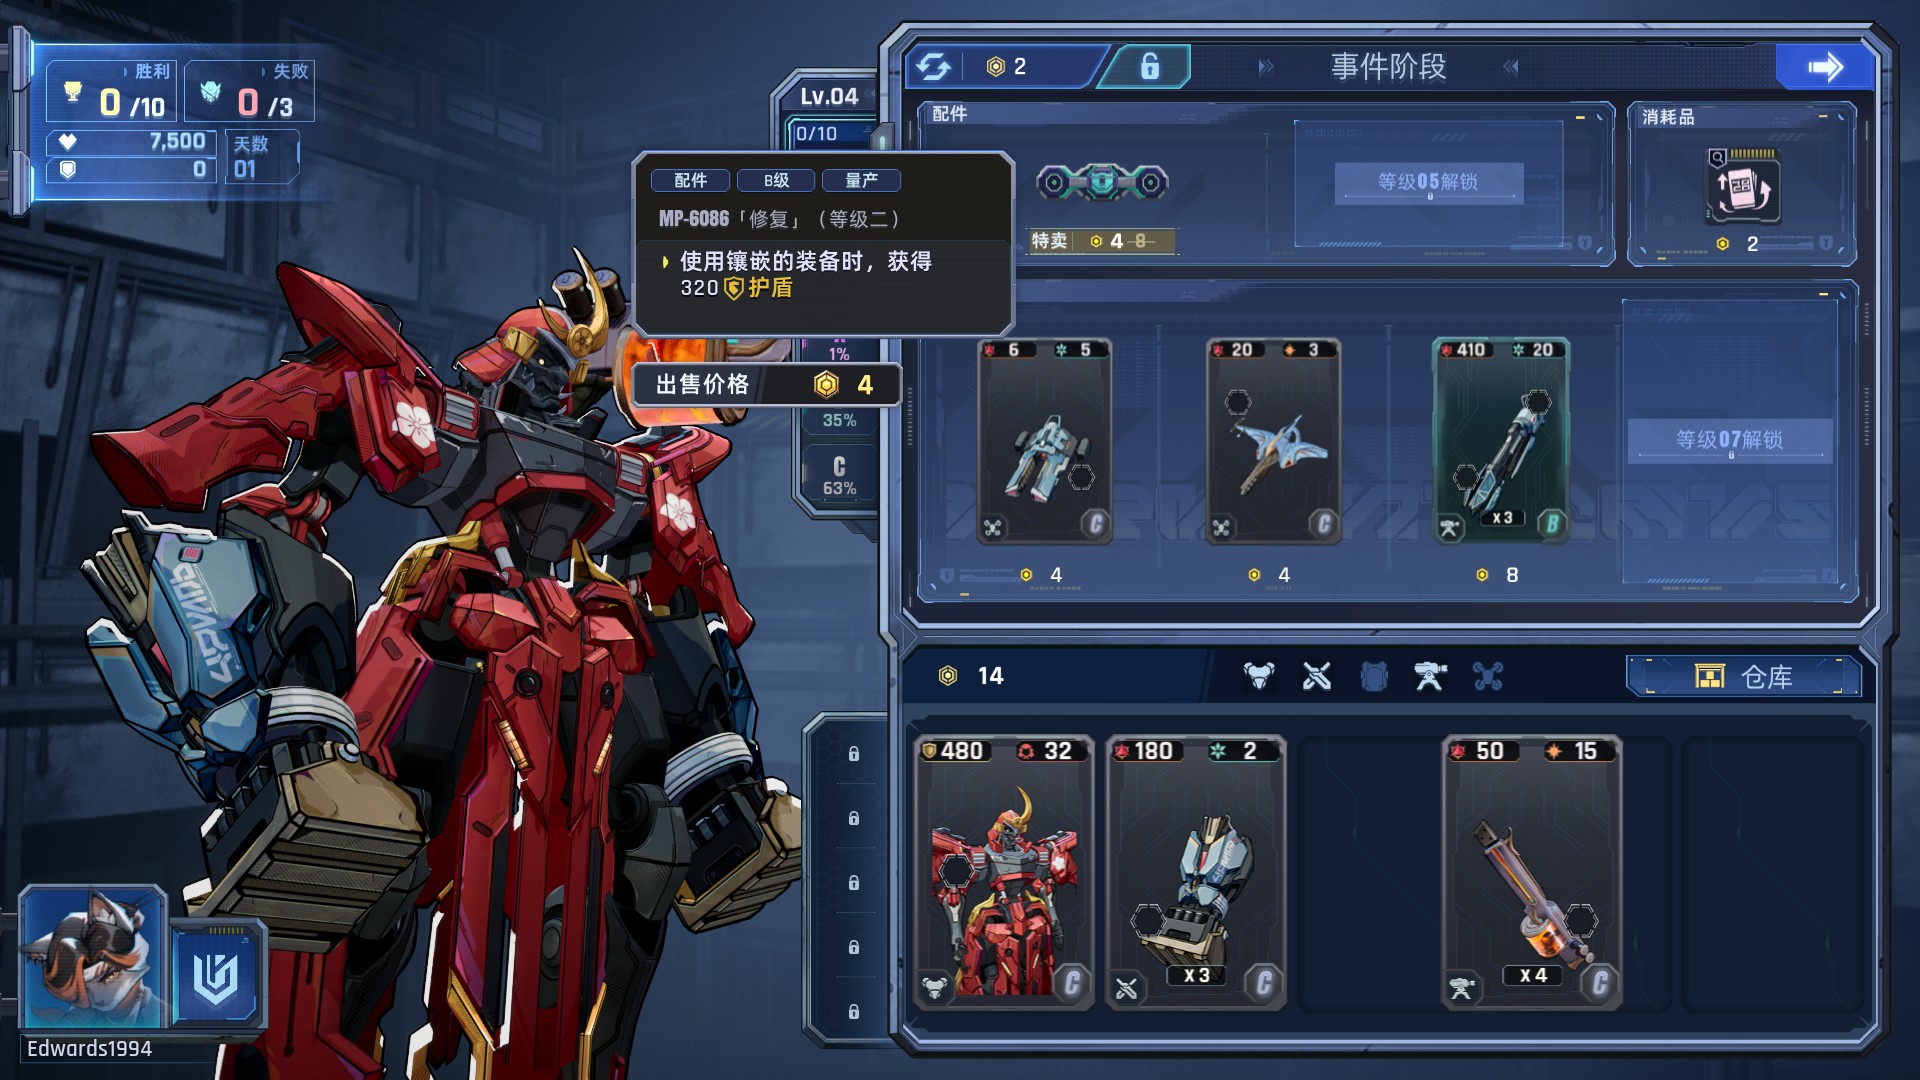 胜利
0 /10
失败
0 /3
7,500
0
天数
01
Lv.04
0/10
配件 B级 量产
MP-6086「修复」（等级二）
使用镶嵌的装备时，获得
320 护盾
出售价格 4
1%
35%
C
63%
2
事件阶段
配件
特卖 4 8
等级05解锁
消耗品
2
6 5
C
4
20 3
C
4
410 20
x3
B
8
等级07解锁
14
仓库
480 32
C
180 2
x3
C
50 15
x4
C
Edwards1994